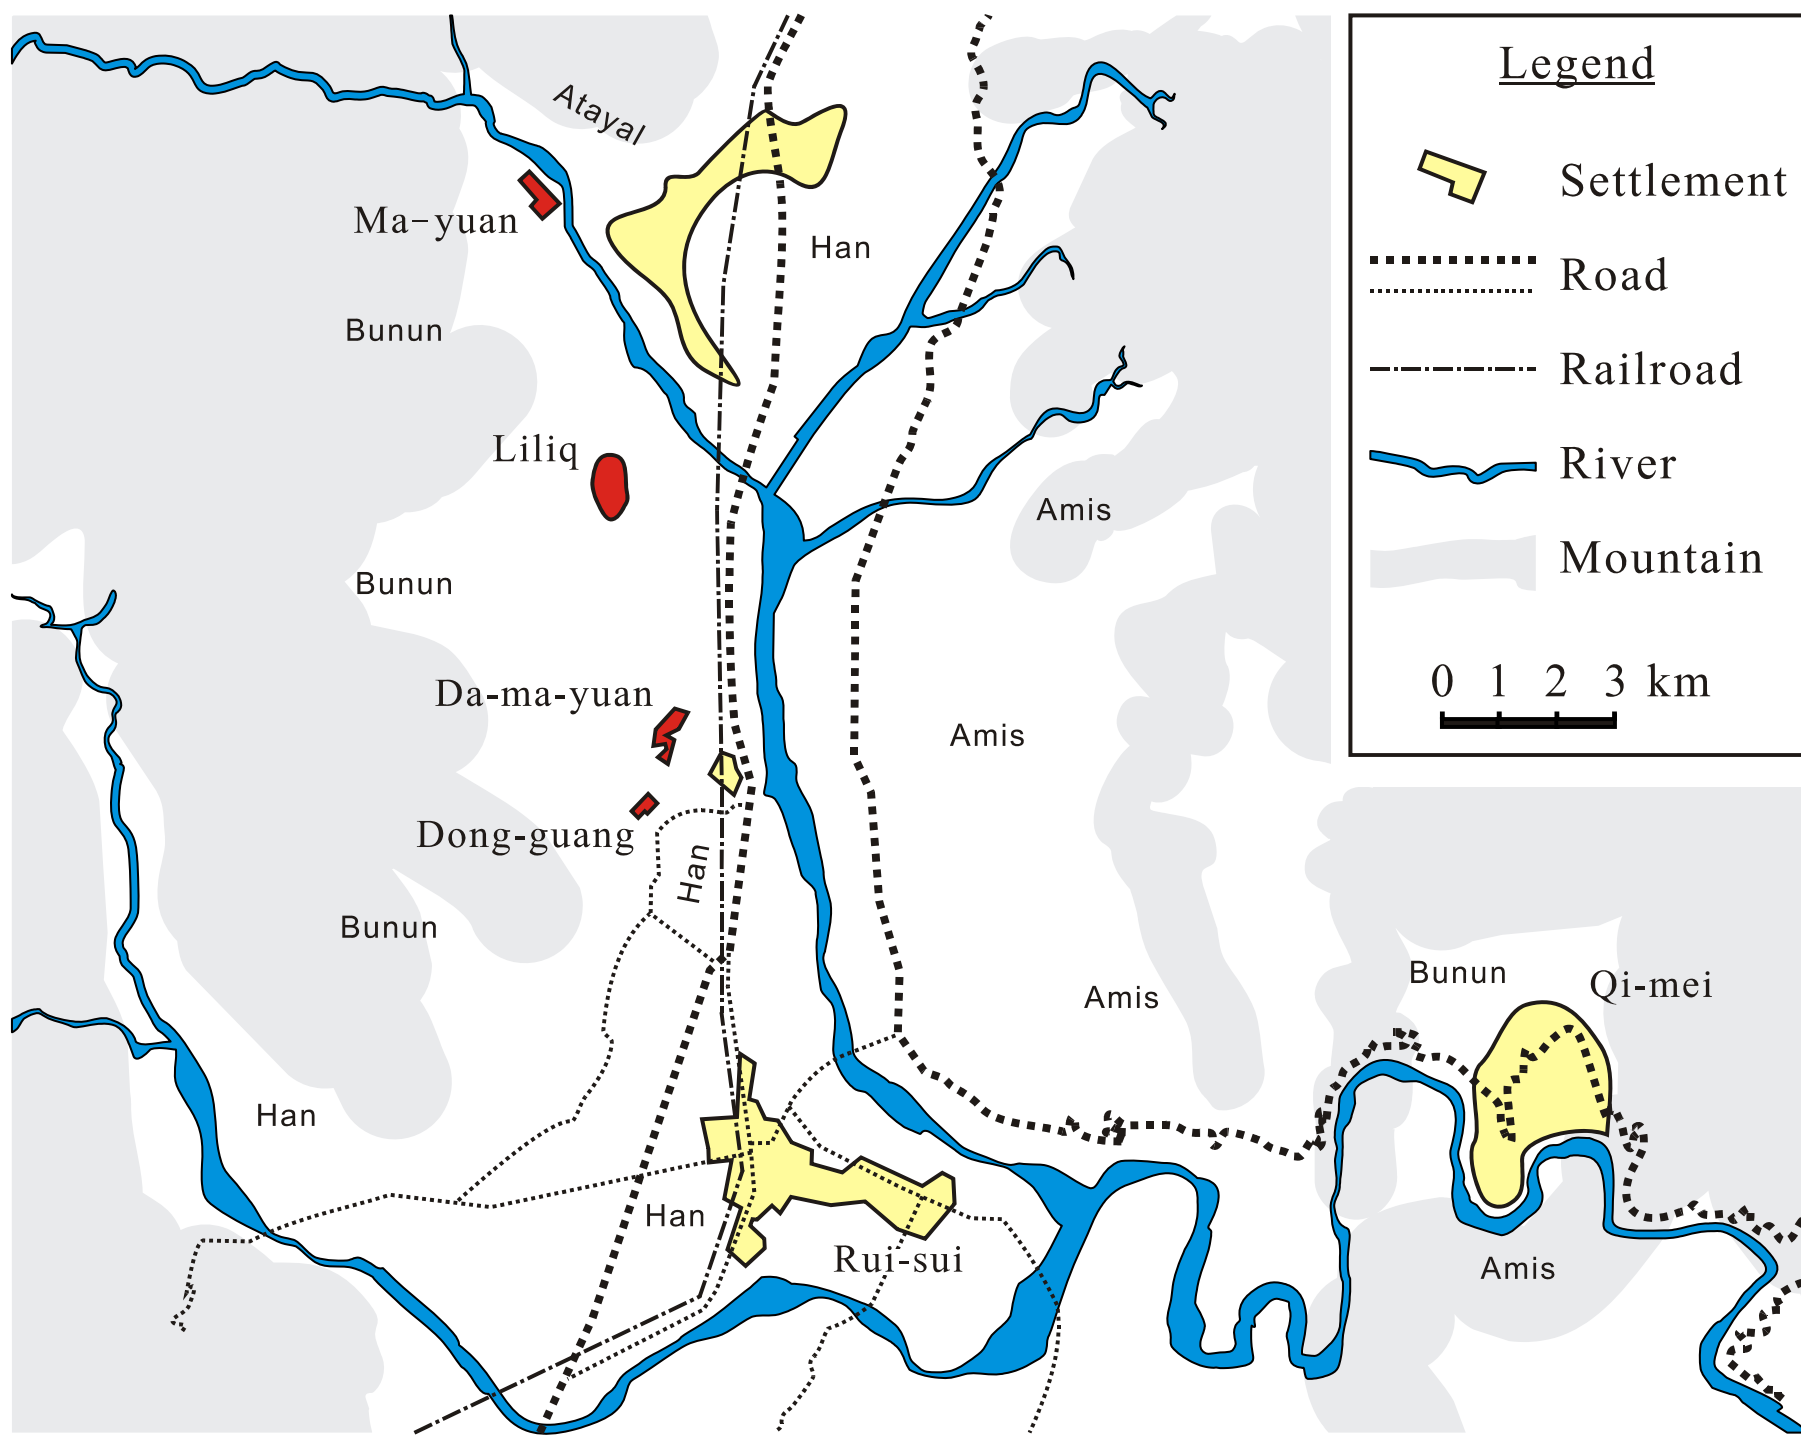 Atayal
Ma-yuan
Han
Bunun
Liliq
Amis
Bunun
Da-ma-yuan
Amis
Dong-guang
Han
Bunun
Amis
Bunun
Qi-mei
Han
Han
Rui-sui
Amis
Legend
Settlement
Road
Railroad
River
Mountain
0 1 2 3 km